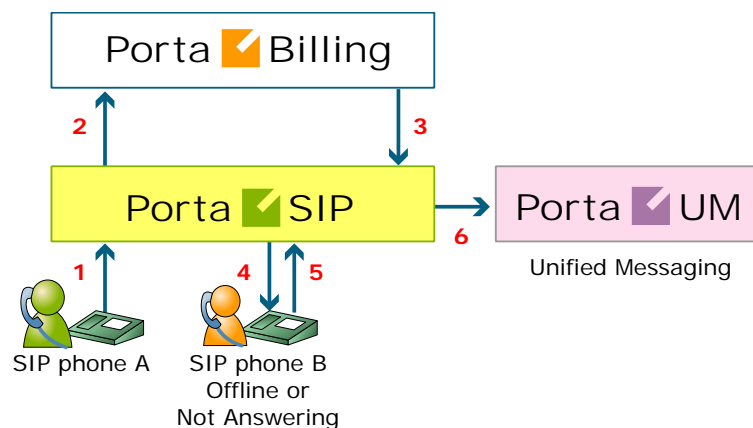 Porta Billing
2
3
Porta SIP
Porta UM
6
Unified Messaging
1
4
5
SIP phone A
SIP phone B
Offline or
Not Answering